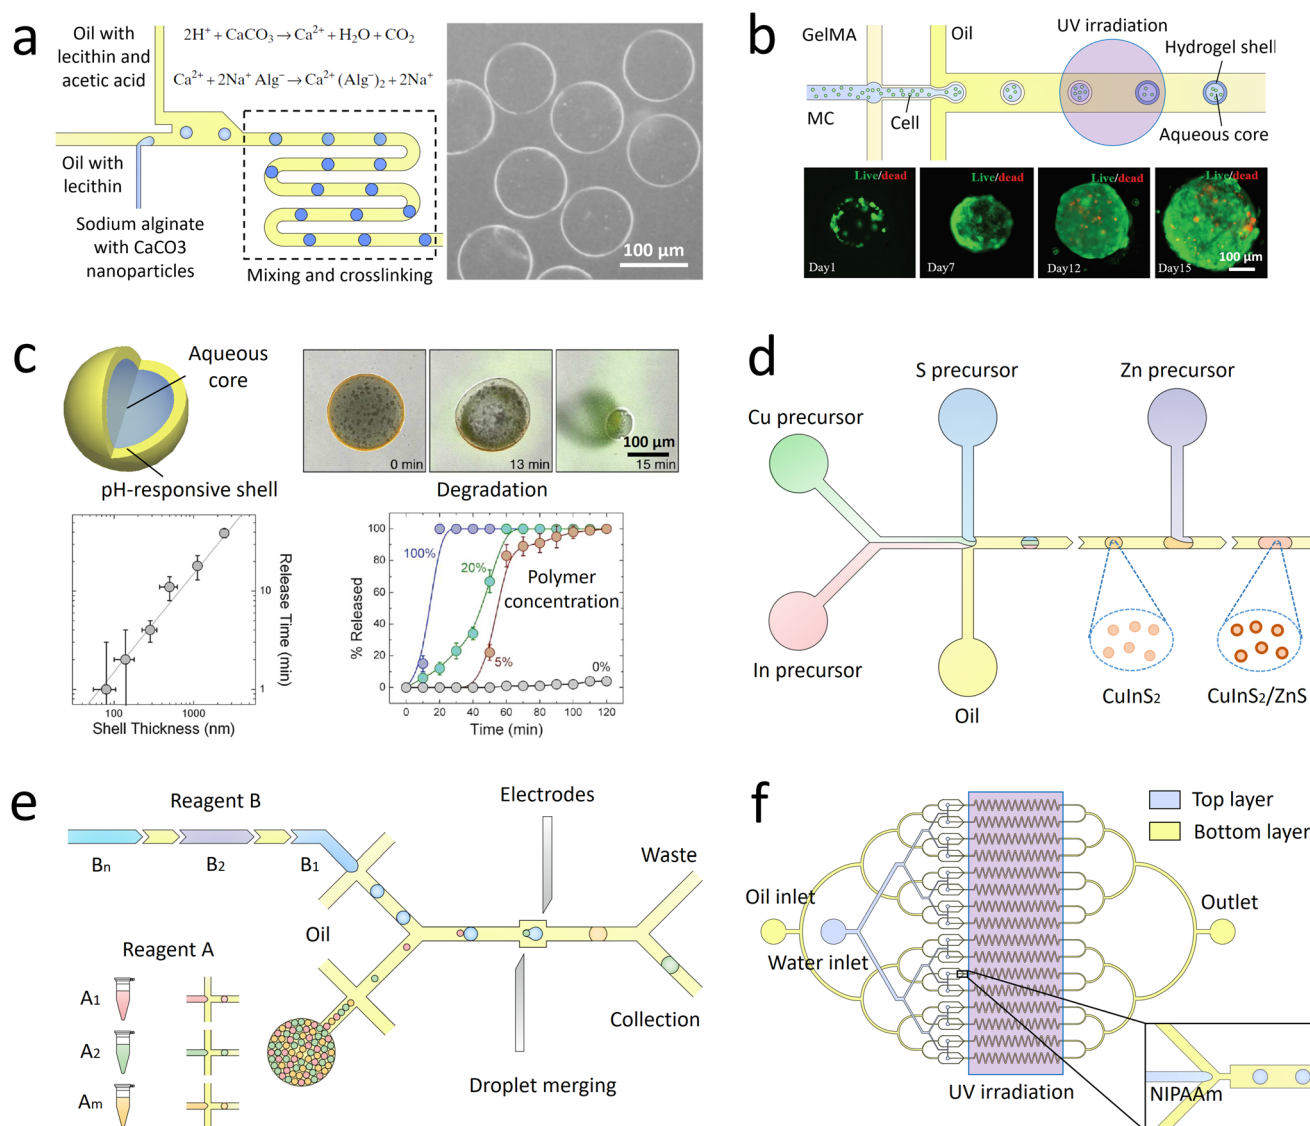 a
Oil with
lecithin and
acetic acid
2H⁺ + CaCO₃ → Ca²⁺ + H₂O + CO₂
Ca²⁺ + 2Na⁺ Alg⁻ → Ca²⁺ (Alg⁻)₂ + 2Na⁺
Oil with
lecithin
Sodium alginate
with CaCO3
nanoparticles
Mixing and crosslinking
100 µm
b
GelMA
Oil
UV irradiation
Hydrogel shell
MC
Cell
Aqueous core
Live/dead
Day1
Live/dead
Day7
Live/dead
Day12
Live/dead
Day15
100 µm
c
Aqueous
core
pH-responsive shell
0 min
13 min
100 µm
15 min
Degradation
Release Time (min)
10
1
100
1000
Shell Thickness (nm)
% Released
100
80
60
40
20
0
100%
20%
Polymer
concentration
5%
0%
0
20
40
60
80
100
120
Time (min)
d
S precursor
Zn precursor
Cu precursor
In precursor
Oil
CuInS₂
CuInS₂/ZnS
e
Reagent B
Bn
B2
B1
Electrodes
Waste
Oil
Reagent A
A1
A2
Am
Collection
Droplet merging
f
Top layer
Bottom layer
Oil inlet
Water inlet
Outlet
UV irradiation
NIPAAm